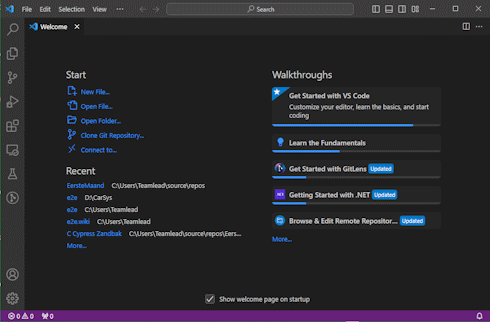 File Edit Selection View ··· Search
Welcome
Start
New File...
Open File...
Open Folder...
Clone Git Repository...
Connect to...
Recent
EersteMaand C:\Users\Teamlead\source\repos
e2e D:\CarSys
e2e C:\Users\Teamlead
e2e.wiki C:\Users\Teamlead
C Cypress Zandbak C:\Users\Teamlead\source\repos\Eers...
More...
Walkthroughs
Get Started with VS Code
Customize your editor, learn the basics, and start
coding
Learn the Fundamentals
Get Started with GitLens Updated
Getting Started with .NET Updated
Browse & Edit Remote Repositor... Updated
More...
Show welcome page on startup
0 0 0